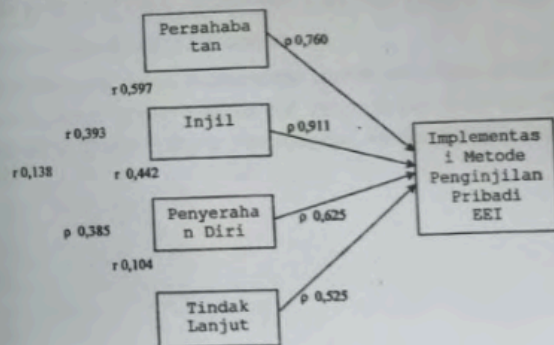 Persahaba
tan
ρ 0,760
r 0,597
Injil
ρ 0,911
r 0,393
r 0,138
r 0,442
Implementas
i Metode
Penginjilan
Pribadi
EEI
Penyeraha
n Diri
ρ 0,625
ρ 0,385
r 0,104
Tindak
Lanjut
ρ 0,525